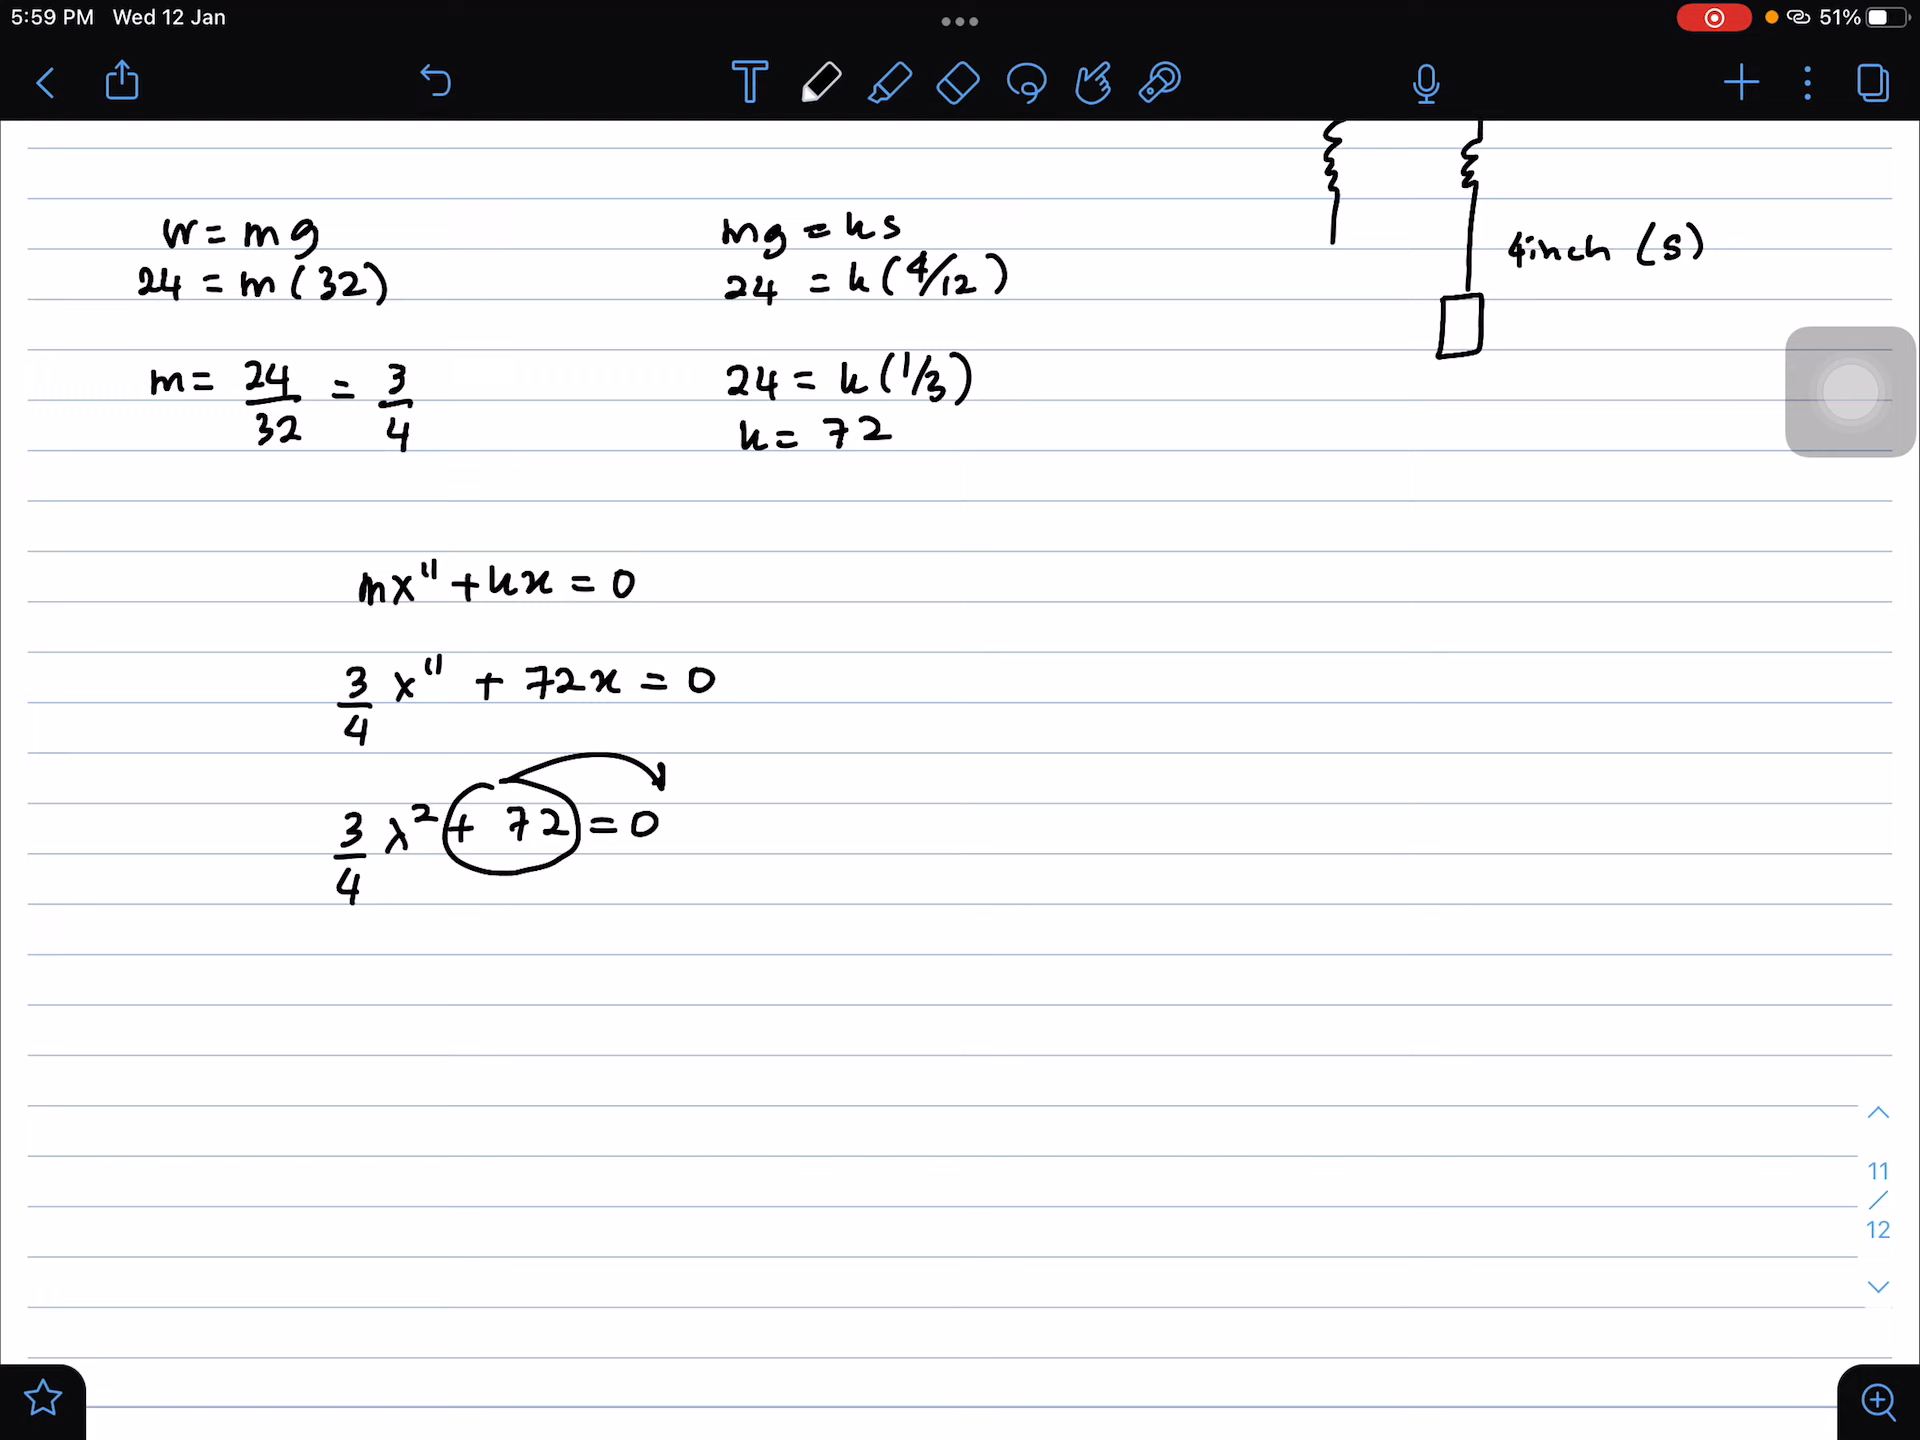 5:59 PM Wed 12 Jan
51%
W = mg
24 = m (32)
m = 24/32 = 3/4
mg = ks
24 = k (4/12)
24 = k (1/3)
k = 72
4inch (s)
mx" + kx = 0
3/4 x" + 72x = 0
3/4 λ² + 72 = 0
11
/
12